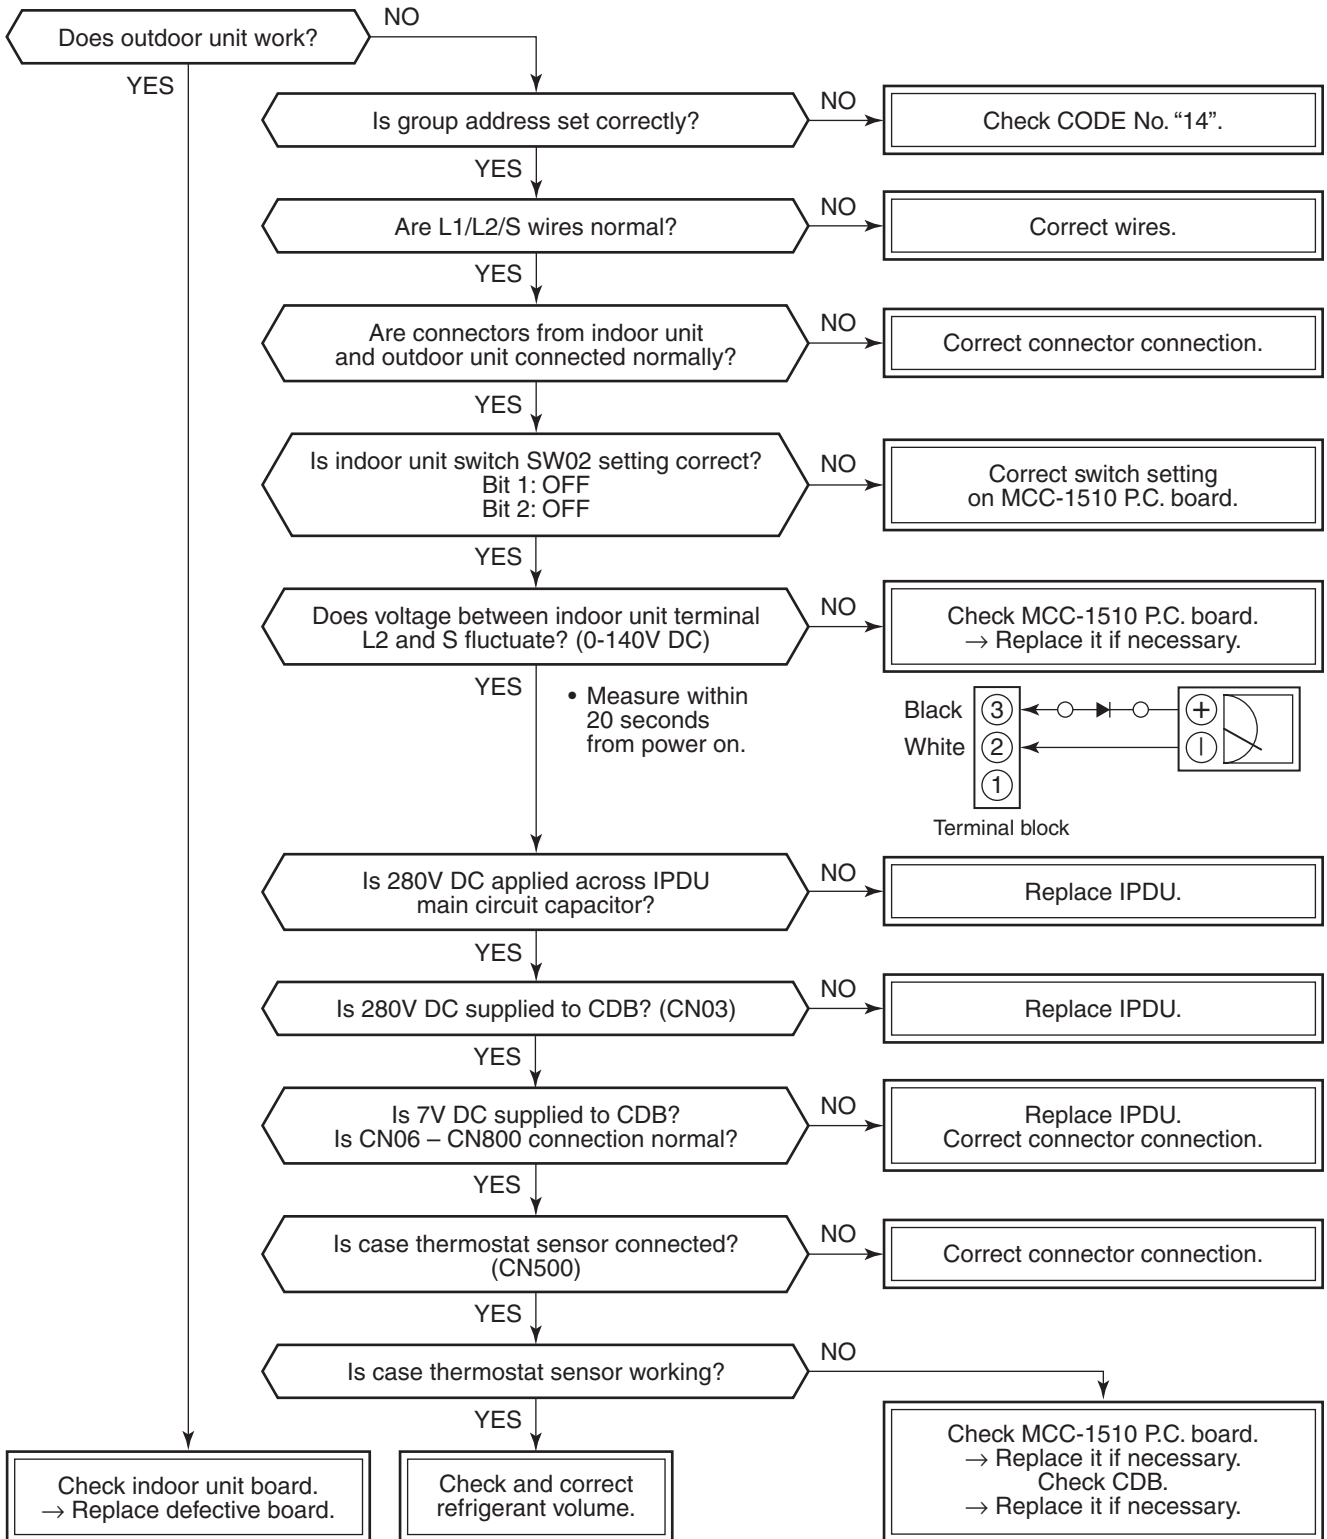 Does outdoor unit work?
NO
YES
Is group address set correctly?
NO
Check CODE No. “14”.
YES
Are L1/L2/S wires normal?
NO
Correct wires.
YES
Are connectors from indoor unit
and outdoor unit connected normally?
NO
Correct connector connection.
YES
Is indoor unit switch SW02 setting correct?
Bit 1: OFF
Bit 2: OFF
NO
Correct switch setting
on MCC-1510 P.C. board.
YES
Does voltage between indoor unit terminal
L2 and S fluctuate? (0-140V DC)
NO
Check MCC-1510 P.C. board.
→ Replace it if necessary.
YES
• Measure within
20 seconds
from power on.
Black ③ +
White ② −
①
Terminal block
Is 280V DC applied across IPDU
main circuit capacitor?
NO
Replace IPDU.
YES
Is 280V DC supplied to CDB? (CN03)
NO
Replace IPDU.
YES
Is 7V DC supplied to CDB?
Is CN06 – CN800 connection normal?
NO
Replace IPDU.
Correct connector connection.
YES
Is case thermostat sensor connected?
(CN500)
NO
Correct connector connection.
YES
Is case thermostat sensor working?
NO
YES
Check indoor unit board.
→ Replace defective board.
Check and correct
refrigerant volume.
Check MCC-1510 P.C. board.
→ Replace it if necessary.
Check CDB.
→ Replace it if necessary.